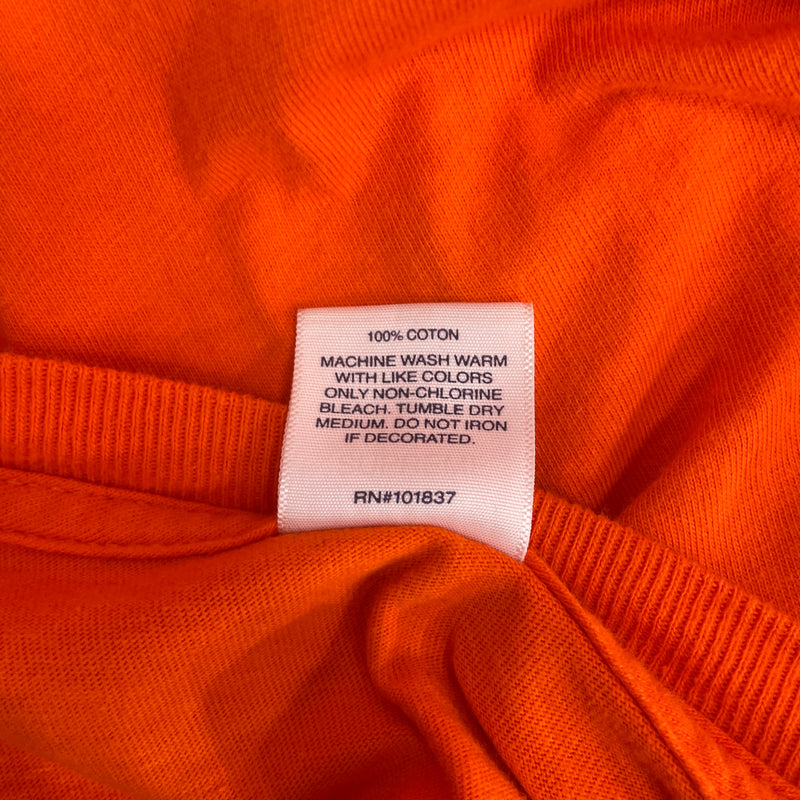 100% COTON
MACHINE WASH WARM
WITH LIKE COLORS
ONLY NON-CHLORINE
BLEACH. TUMBLE DRY
MEDIUM. DO NOT IRON
IF DECORATED.
RN#101837